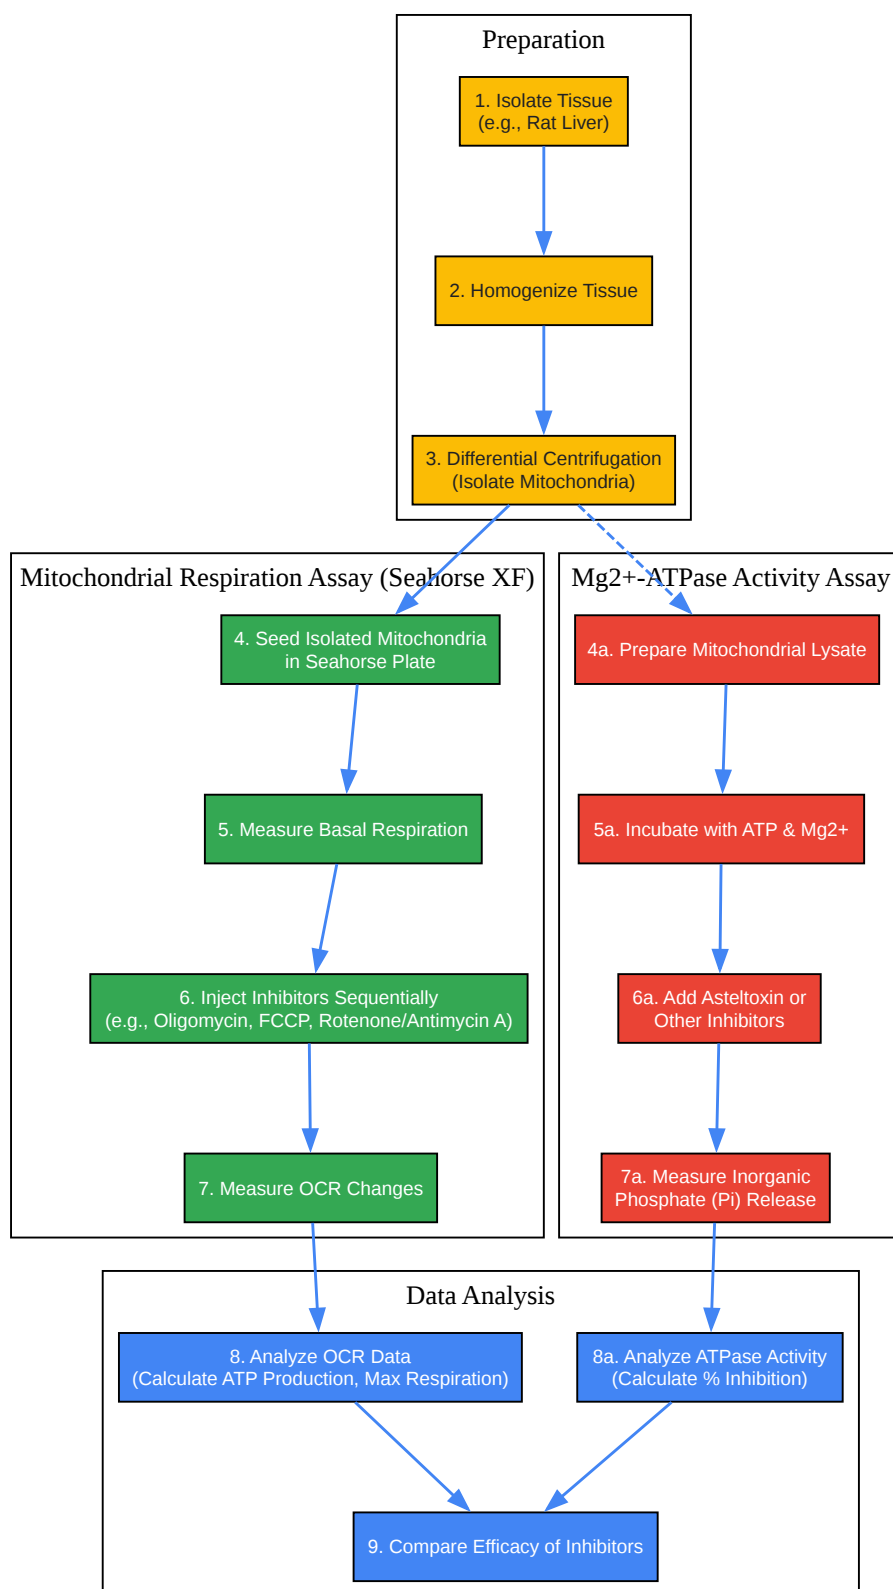 Preparation
1. Isolate Tissue
(e.g., Rat Liver)
2. Homogenize Tissue
3. Differential Centrifugation
(Isolate Mitochondria)
Mitochondrial Respiration Assay (Seahorse XF)
4. Seed Isolated Mitochondria
in Seahorse Plate
5. Measure Basal Respiration
6. Inject Inhibitors Sequentially
(e.g., Oligomycin, FCCP, Rotenone/Antimycin A)
7. Measure OCR Changes
Mg2+-ATPase Activity Assay
4a. Prepare Mitochondrial Lysate
5a. Incubate with ATP & Mg2+
6a. Add Asteltoxin or
Other Inhibitors
7a. Measure Inorganic
Phosphate (Pi) Release
Data Analysis
8. Analyze OCR Data
(Calculate ATP Production, Max Respiration)
8a. Analyze ATPase Activity
(Calculate % Inhibition)
9. Compare Efficacy of Inhibitors